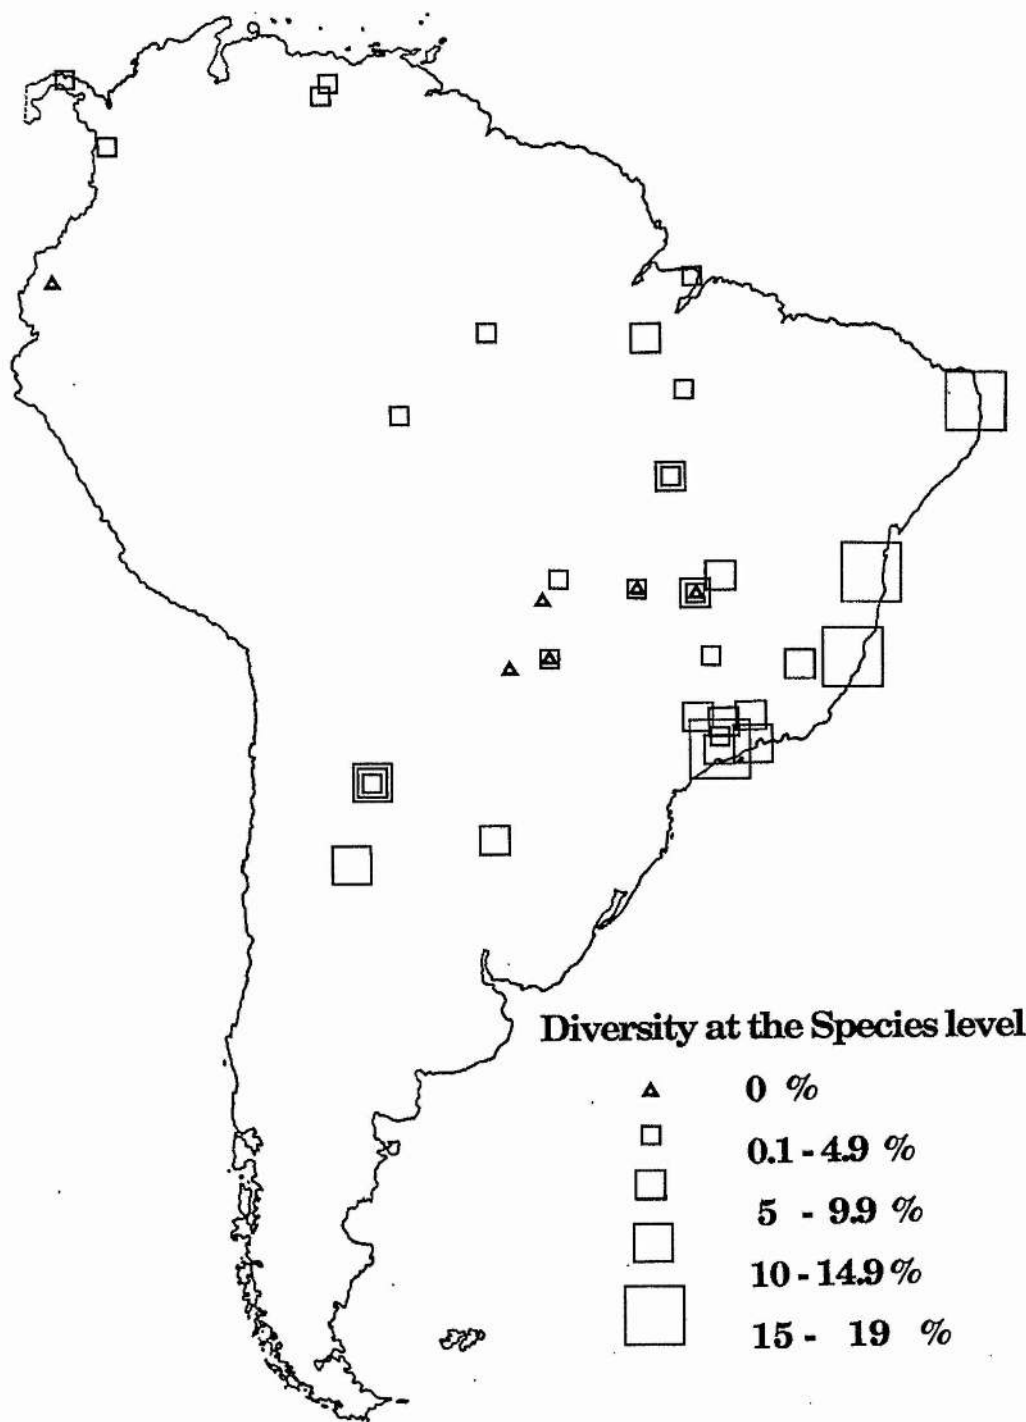 Diversity at the Species level
0 %
0.1 - 4.9 %
5 - 9.9 %
10 - 14.9 %
15 - 19 %